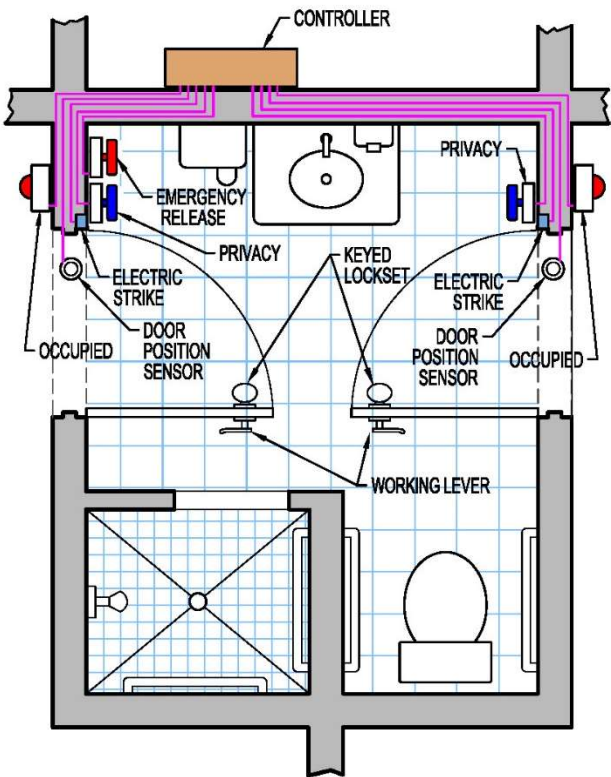 CONTROLLER
PRIVACY
EMERGENCY
RELEASE
PRIVACY
KEYED
LOCKSET
ELECTRIC
STRIKE
ELECTRIC
STRIKE
DOOR
POSITION
SENSOR
OCCUPIED
DOOR
POSITION
SENSOR
OCCUPIED
WORKING LEVER